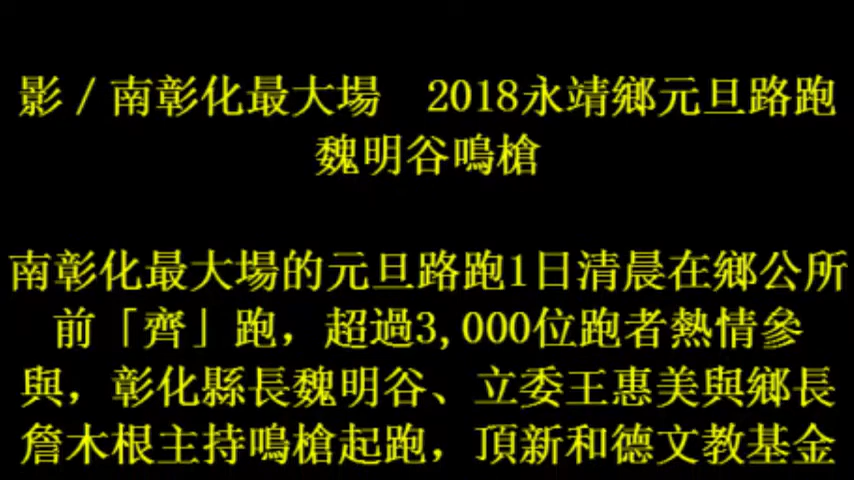 影／南彰化最大場　2018永靖鄉元旦路跑
魏明谷鳴槍
南彰化最大場的元旦路跑1日清晨在鄉公所
前「齊」跑，超過3,000位跑者熱情參
與，彰化縣長魏明谷、立委王惠美與鄉長
詹木根主持鳴槍起跑，頂新和德文教基金